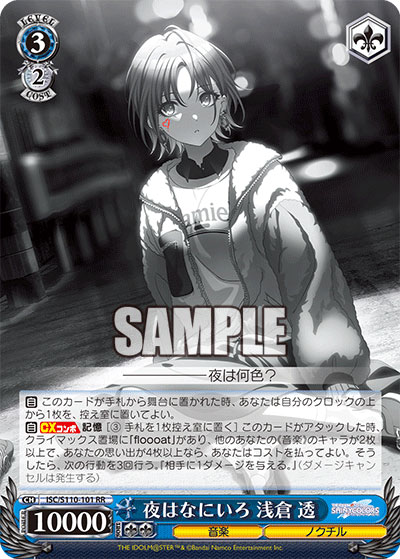 LEVEL
3
2
COST
amie
SAMPLE
――――――夜は何色?
自 このカードが手札から舞台に置かれた時、あなたは自分のクロックの上
から1枚を、控え室に置いてよい。
自 CXコンボ 記憶 [③ 手札を1枚控え室に置く] このカードがアタックした時、
クライマックス置場に「floooat」があり、他のあなたの《音楽》のキャラが2枚
以上で、あなたの思い出が4枚以上なら、あなたはコストを払ってよい。そう
したら、次の行動を3回行う。『相手に1ダメージを与える。』(ダメージキャン
セルは発生する)
CH ISC/S110-101 RR
SHINYCOLORS
POWER
10000
夜はなにいろ 浅倉 透
音楽
ノクチル
THE IDOLM@STER™& ©Bandai Namco Entertainment Inc.